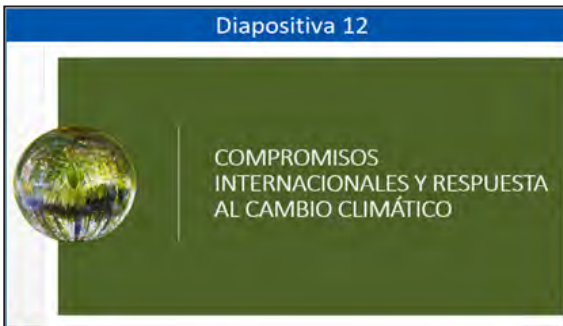 Diapositiva 12
COMPROMISOS
INTERNACIONALES Y RESPUESTA
AL CAMBIO CLIMÁTICO